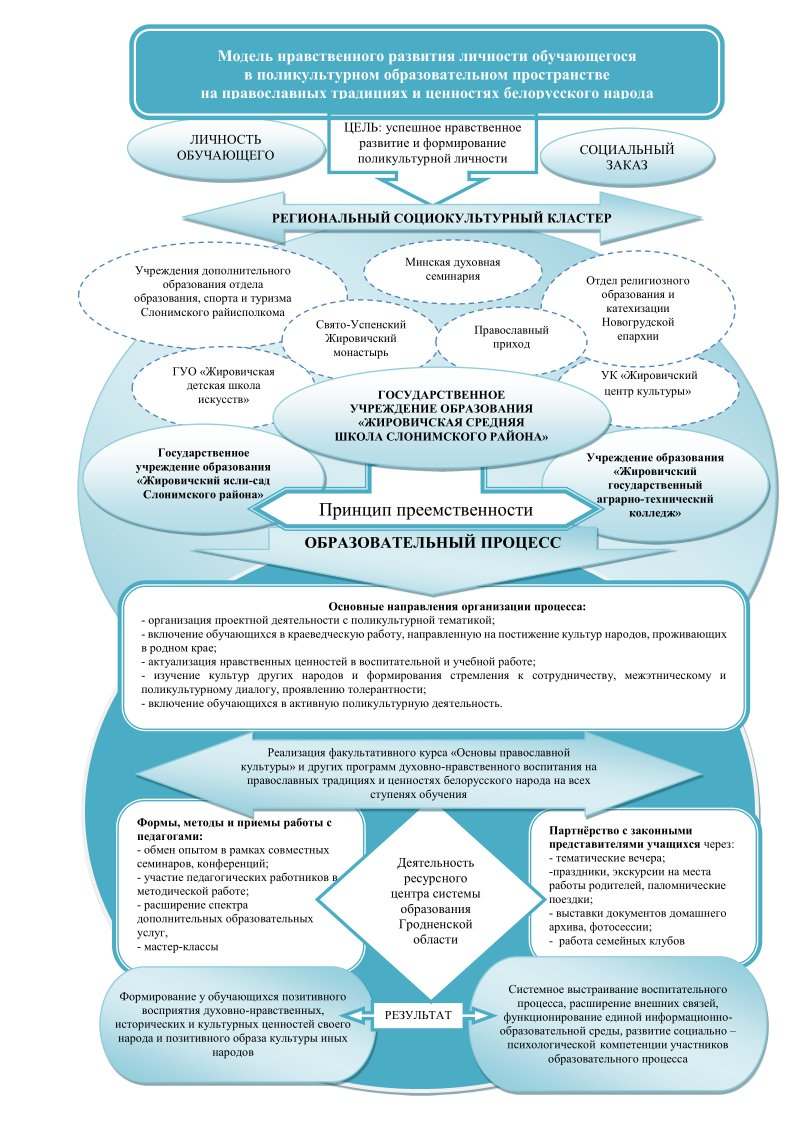 Модель нравственного развития личности обучающегося
в поликультурном образовательном пространстве
на православных традициях и ценностях белорусского народа
ЛИЧНОСТЬ
ОБУЧАЮЩЕГО
ЦЕЛЬ: успешное нравственное
развитие и формирование
поликультурной личности
СОЦИАЛЬНЫЙ
ЗАКАЗ
РЕГИОНАЛЬНЫЙ СОЦИОКУЛЬТУРНЫЙ КЛАСТЕР
Учреждения дополнительного
образования отдела
образования, спорта и туризма
Слонимского райисполкома
Минская духовная
семинария
Отдел религиозного
образования и
катехизации
Новогрудской
епархии
Свято-Успенский
Жировичский
монастырь
Православный
приход
ГУО «Жировичская
детская школа
искусств»
УК «Жировичский
центр культуры»
ГОСУДАРСТВЕННОЕ
УЧРЕЖДЕНИЕ ОБРАЗОВАНИЯ
«ЖИРОВИЧСКАЯ СРЕДНЯЯ
ШКОЛА СЛОНИМСКОГО РАЙОНА»
Государственное
учреждение образования
«Жировичский ясли-сад
Слонимского района»
Учреждение образования
«Жировичский
государственный
аграрно-технический
колледж»
Принцип преемственности
ОБРАЗОВАТЕЛЬНЫЙ ПРОЦЕСС
Основные направления организации процесса:
- организация проектной деятельности с поликультурной тематикой;
- включение обучающихся в краеведческую работу, направленную на постижение культур народов, проживающих
в родном крае;
- актуализация нравственных ценностей в воспитательной и учебной работе;
- изучение культур других народов и формирования стремления к сотрудничеству, межэтническому и
поликультурному диалогу, проявлению толерантности;
- включение обучающихся в активную поликультурную деятельность.
Реализация факультативного курса «Основы православной
культуры» и других программ духовно-нравственного воспитания на
православных традициях и ценностях белорусского народа на всех
ступенях обучения
Формы, методы и приемы работы с
педагогами:
- обмен опытом в рамках совместных
семинаров, конференций;
- участие педагогических работников в
методической работе;
- расширение спектра
дополнительных образовательных
услуг,
- мастер-классы
Деятельность
ресурсного
центра системы
образования
Гродненской
области
Партнёрство с законными
представителями учащихся через:
- тематические вечера;
-праздники, экскурсии на места
работы родителей, паломнические
поездки;
- выставки документов домашнего
архива, фотосессии;
- работа семейных клубов
Формирование у обучающихся позитивного
восприятия духовно-нравственных,
исторических и культурных ценностей своего
народа и позитивного образа культуры иных
народов
РЕЗУЛЬТАТ
Системное выстраивание воспитательного
процесса, расширение внешних связей,
функционирование единой информационно-
образовательной среды, развитие социально –
психологической компетенции участников
образовательного процесса